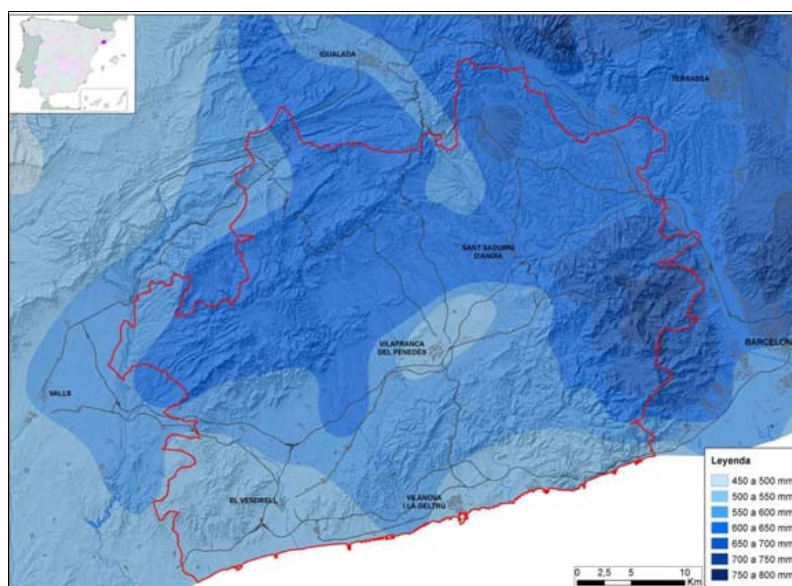 IGUALADA
TERRASSA
SANT SADURNI
D'ANOIA
VILAFRANCA
DEL PENEDÈS
BARCELON
VALLS
EL VENDRELL
VILANOVA
I LA GELTRÚ
Leyenda
450 a 500 mm
500 a 550 mm
550 a 600 mm
600 a 650 mm
650 a 700 mm
700 a 750 mm
750 a 800 mm
0 2,5 5 10
Km